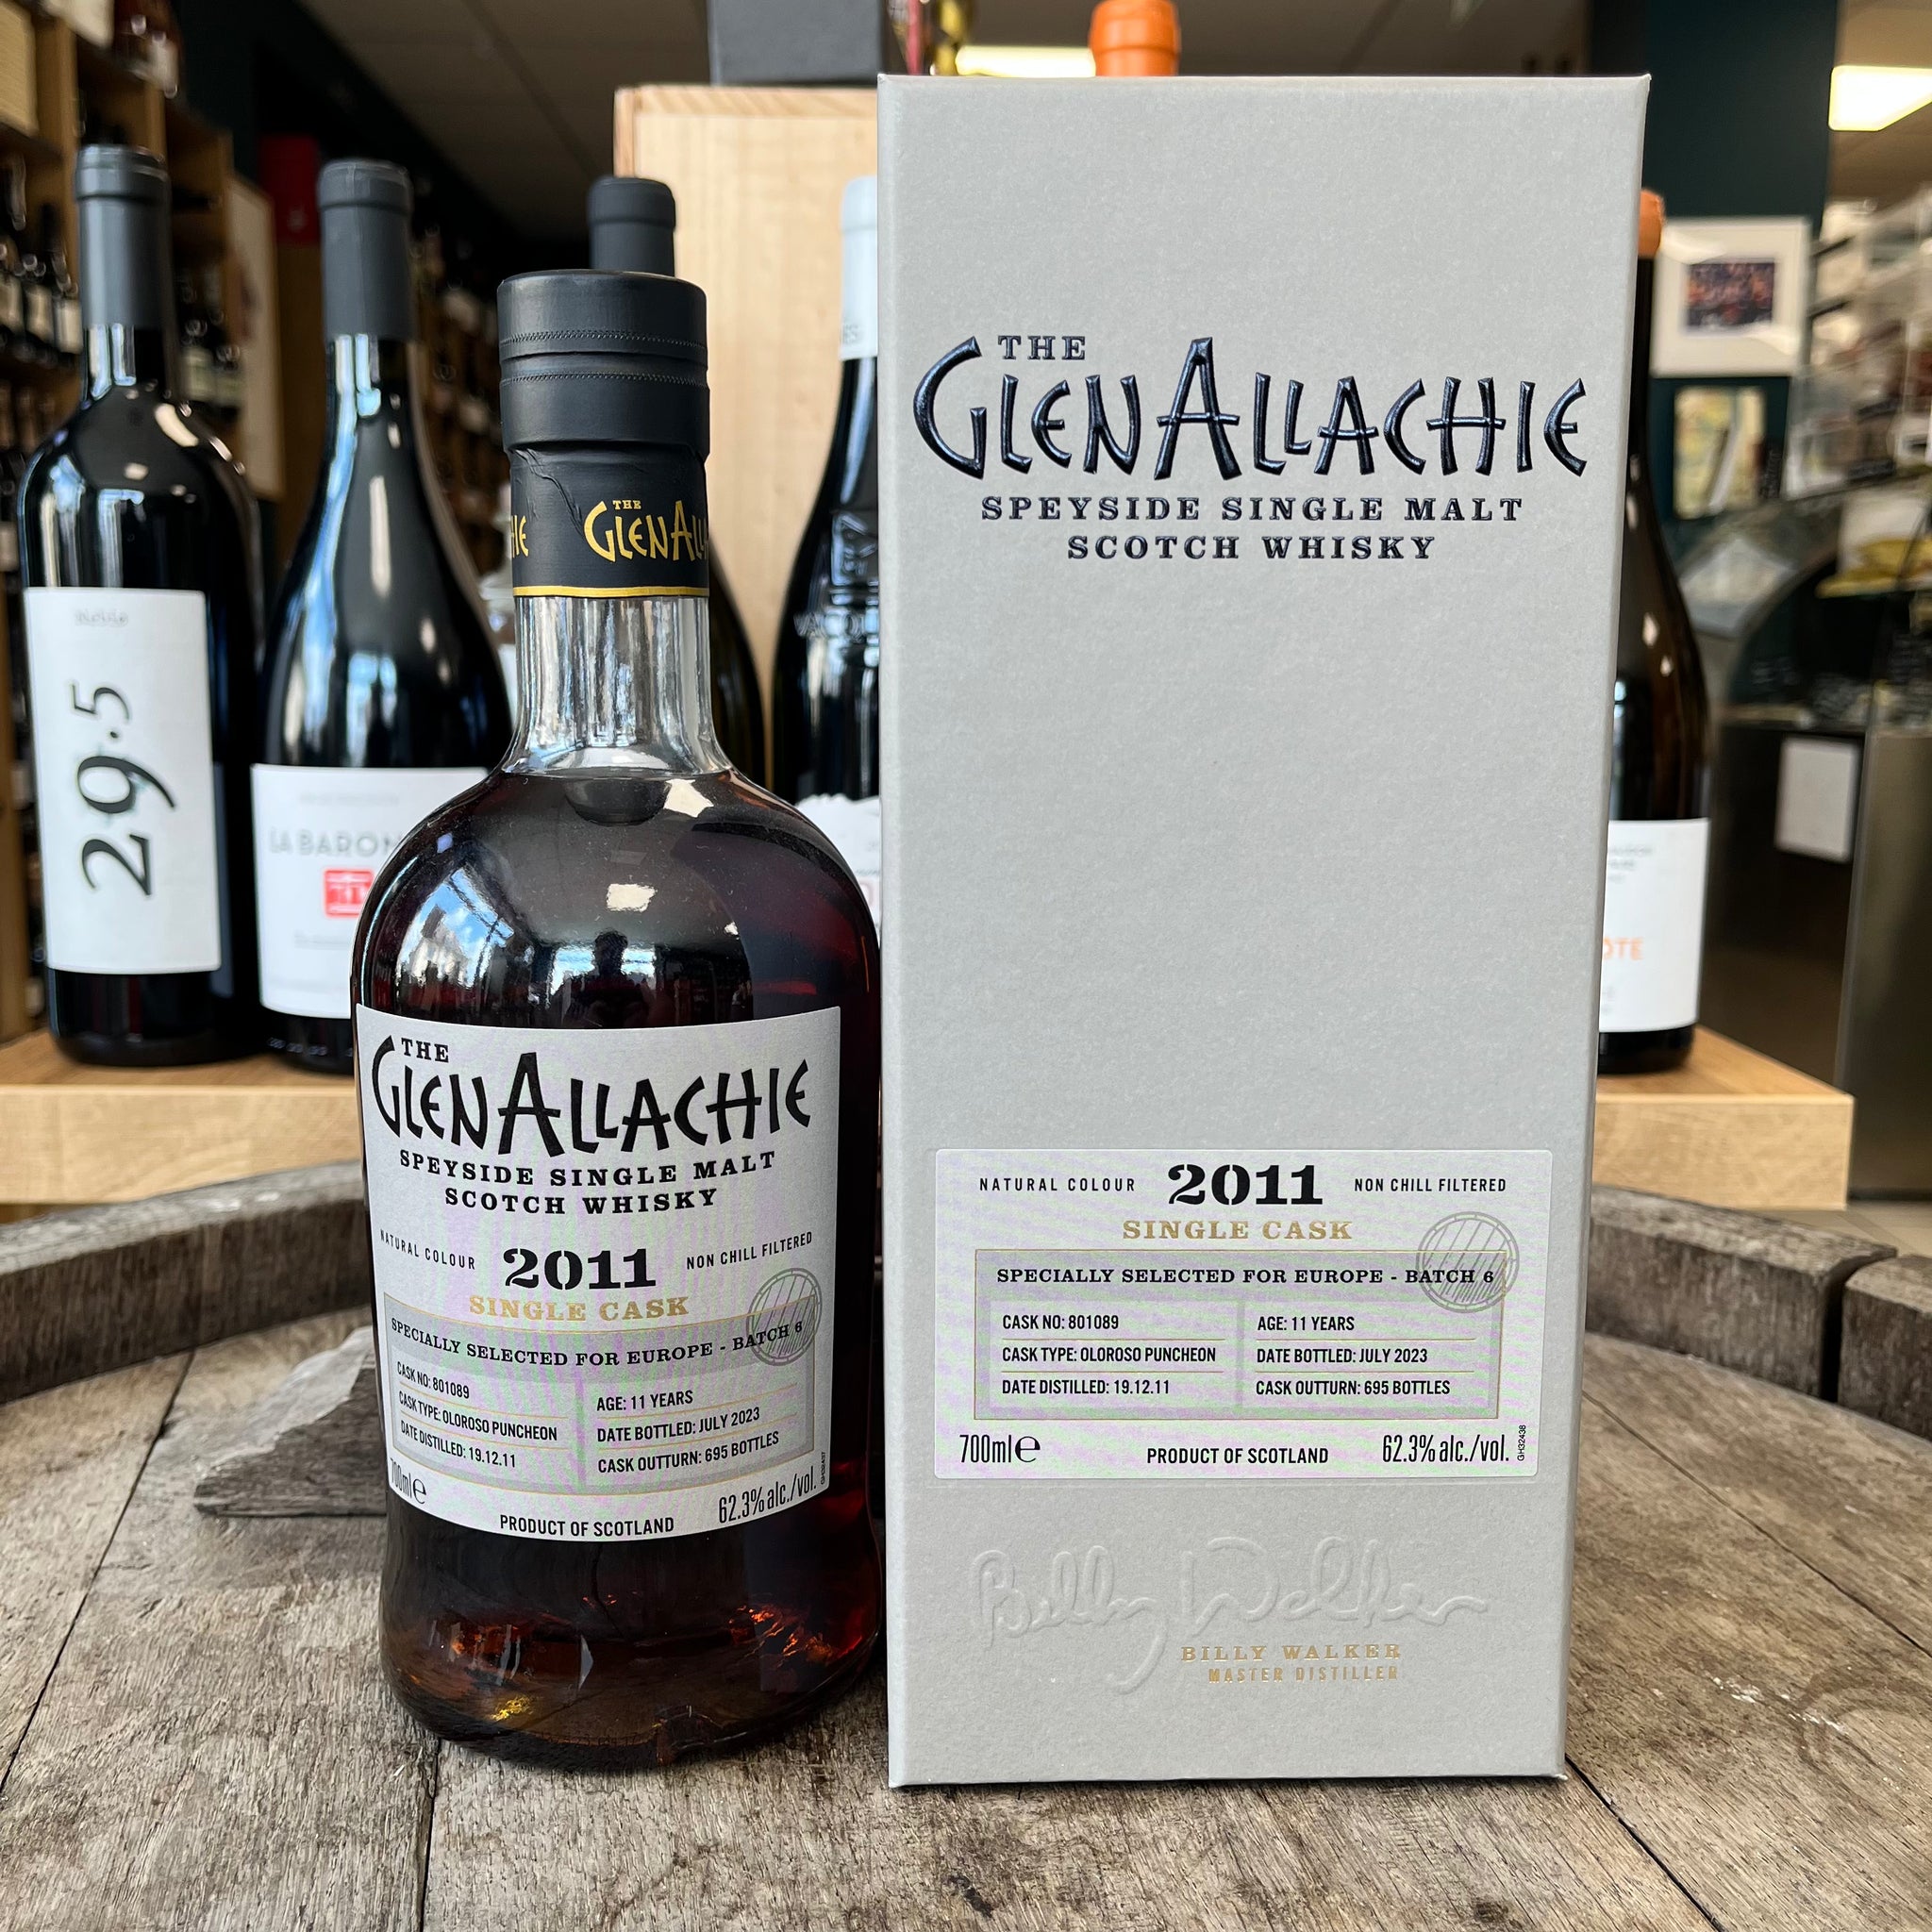 29.5
LA BARON
THE
GLENALL
HIE
THE
GLENALLACHIE
SPEYSIDE SINGLE MALT
SCOTCH WHISKY
NATURAL COLOUR 2011 NON CHILL FILTERED
SINGLE CASK
SPECIALLY SELECTED FOR EUROPE - BATCH 6
CASK NO: 801089
CASK TYPE: OLOROSO PUNCHEON
DATE DISTILLED: 19.12.11
AGE: 11 YEARS
DATE BOTTLED: JULY 2023
CASK OUTTURN: 695 BOTTLES
700ml e
PRODUCT OF SCOTLAND
62.3% alc./vol.
THE
GLENALLACHIE
SPEYSIDE SINGLE MALT
SCOTCH WHISKY
NATURAL COLOUR 2011 NON CHILL FILTERED
SINGLE CASK
SPECIALLY SELECTED FOR EUROPE - BATCH 6
CASK NO: 801089
CASK TYPE: OLOROSO PUNCHEON
DATE DISTILLED: 19.12.11
AGE: 11 YEARS
DATE BOTTLED: JULY 2023
CASK OUTTURN: 695 BOTTLES
700ml e PRODUCT OF SCOTLAND 62.3% alc./vol.
GH32438
Billy Walker
BILLY WALKER
MASTER DISTILLER
OTE